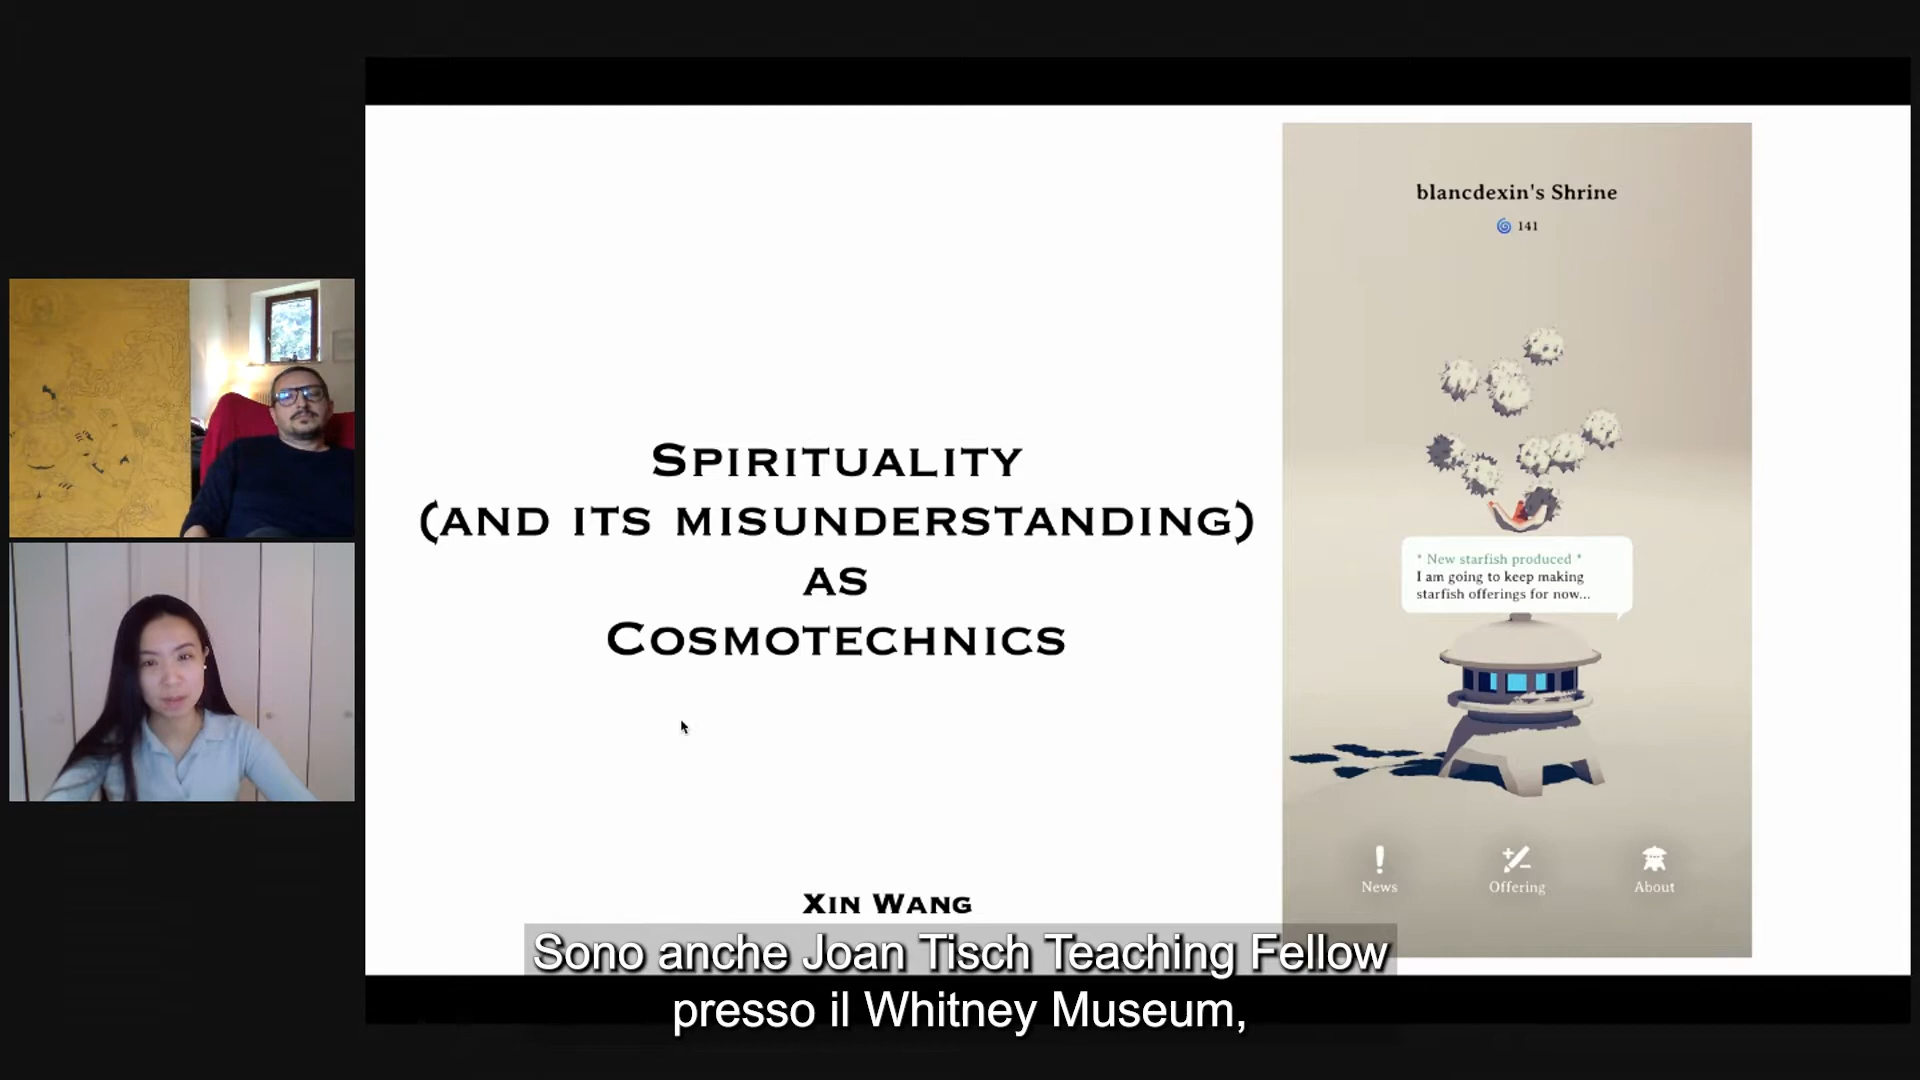 blancdexin's Shrine
141
SPIRITUALITY
(AND ITS MISUNDERSTANDING)
AS
COSMOTECHNICS
* New starfish produced *
I am going to keep making
starfish offerings for now...
News
Offering
About
XIN WANG
Sono anche Joan Tisch Teaching Fellow
presso il Whitney Museum,